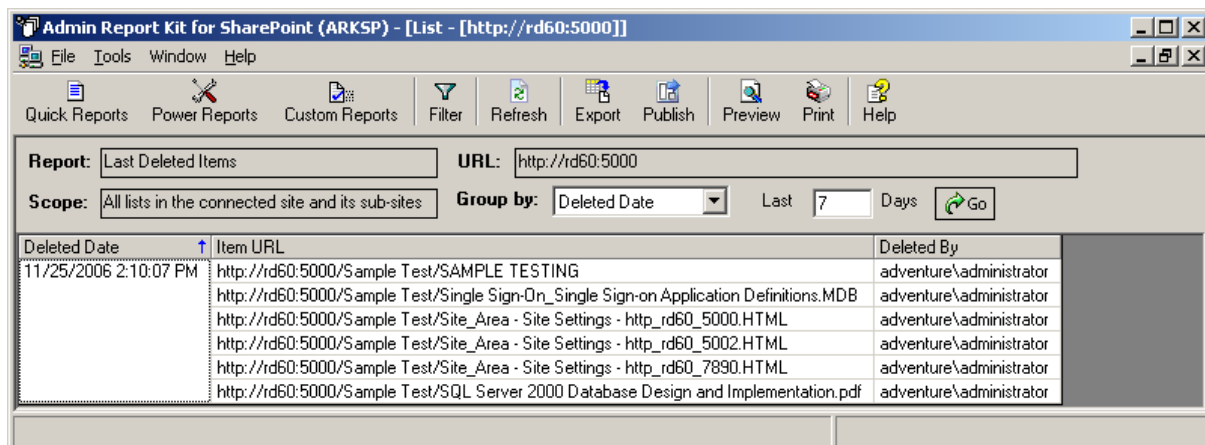 Admin Report Kit for SharePoint (ARKSP) - [List - [http://rd60:5000]]
File Tools Window Help
Quick Reports Power Reports Custom Reports Filter Refresh Export Publish Preview Print Help
Report: Last Deleted Items URL: http://rd60:5000
Scope: All lists in the connected site and its sub-sites Group by: Deleted Date Last 7 Days Go
Deleted Date Item URL Deleted By
11/25/2006 2:10:07 PM http://rd60:5000/Sample Test/SAMPLE TESTING adventure\administrator
http://rd60:5000/Sample Test/Single Sign-On_Single Sign-on Application Definitions.MDB adventure\administrator
http://rd60:5000/Sample Test/Site_Area - Site Settings - http_rd60_5000.HTML adventure\administrator
http://rd60:5000/Sample Test/Site_Area - Site Settings - http_rd60_5002.HTML adventure\administrator
http://rd60:5000/Sample Test/Site_Area - Site Settings - http_rd60_7890.HTML adventure\administrator
http://rd60:5000/Sample Test/SQL Server 2000 Database Design and Implementation.pdf adventure\administrator